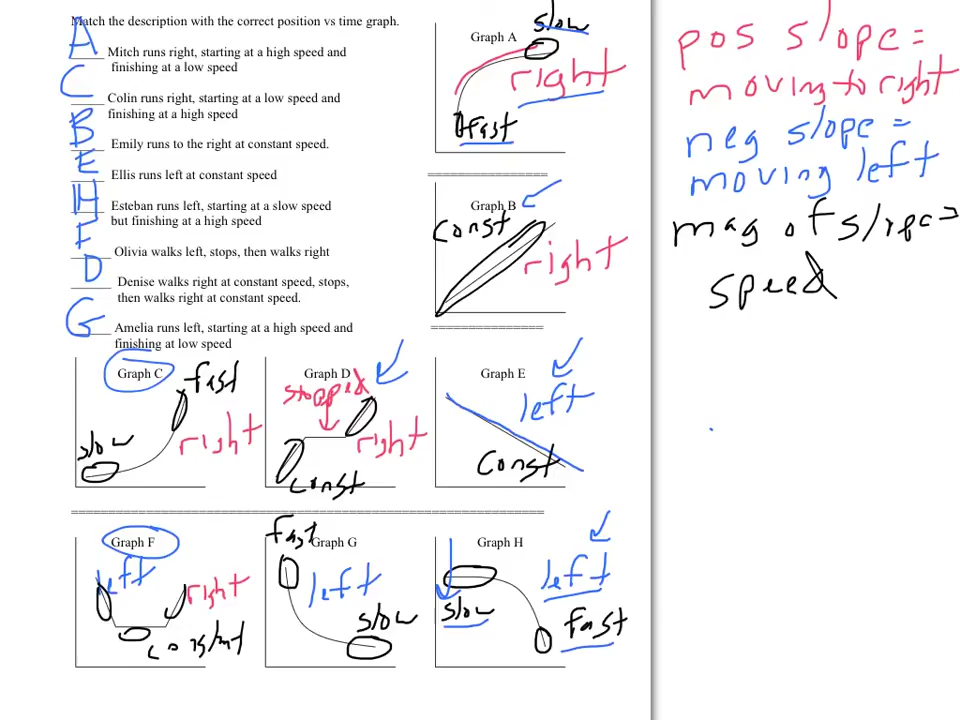 Match the description with the correct position vs time graph.
A
Mitch runs right, starting at a high speed and
finishing at a low speed
C
Colin runs right, starting at a low speed and
finishing at a high speed
B
Emily runs to the right at constant speed.
E
Ellis runs left at constant speed
H
Esteban runs left, starting at a slow speed
but finishing at a high speed
F
Olivia walks left, stops, then walks right
D
Denise walks right at constant speed, stops,
then walks right at constant speed.
G
Amelia runs left, starting at a high speed and
finishing at low speed
Graph A
slow
right
fast
================
Graph B
const
right
===============
Graph C
fast
slow
right
Graph D
stopped
right
const
Graph E
left
const
================================================================
Graph F
left
right
constant
Graph G
fast
left
slow
Graph H
left
slow
fast
pos slope =
moving to right
neg slope =
moving left
mag of slope =
speed